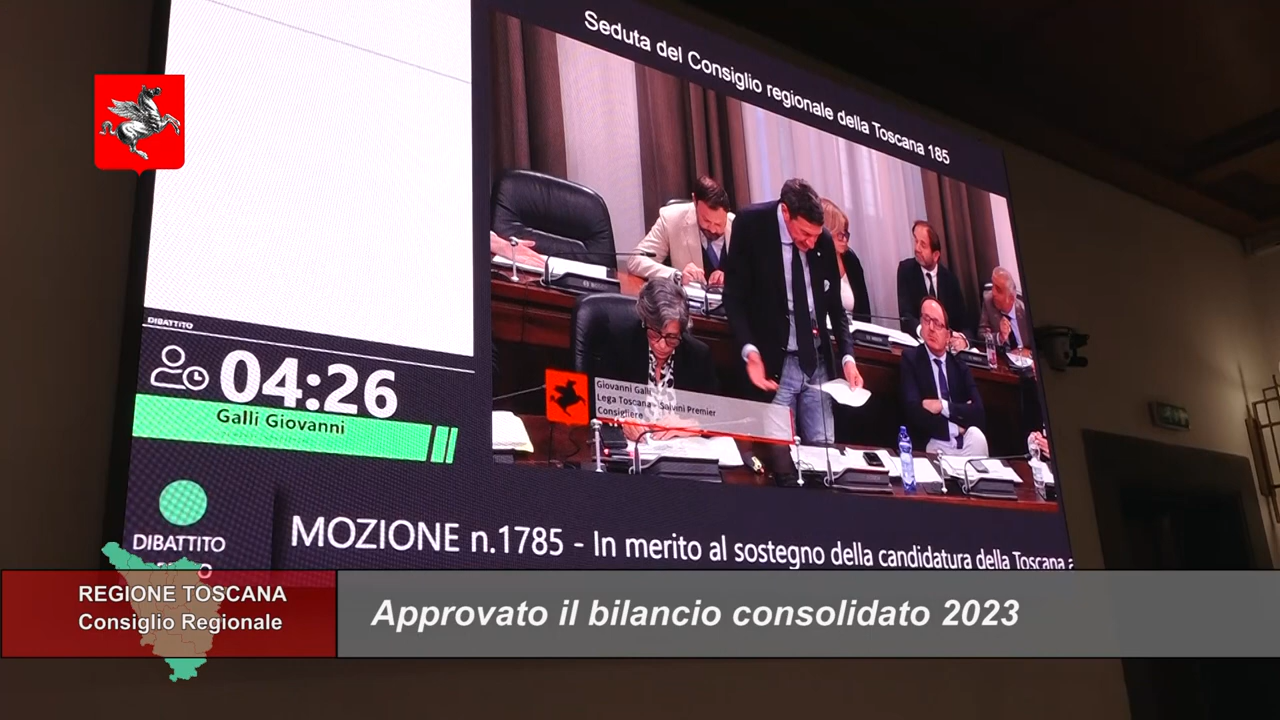 Seduta del Consiglio regionale della Toscana 185
DIBATTITO
04:26
Galli Giovanni
Giovanni Galli
Lega Toscana - Salvini Premier
Consigliere
DIBATTITO
MOZIONE n.1785 - In merito al sostegno della candidatura della Toscana a
REGIONE TOSCANA
Consiglio Regionale
Approvato il bilancio consolidato 2023